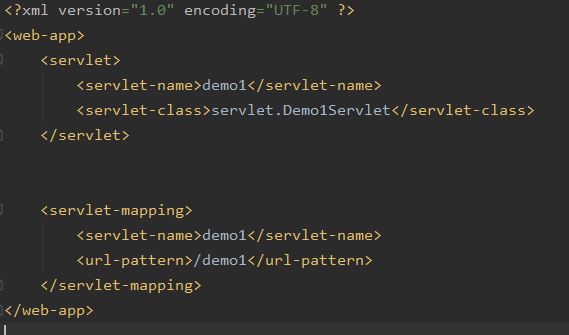 <?xml version="1.0" encoding="UTF-8" ?>
<web-app>
    <servlet>
        <servlet-name>demo1</servlet-name>
        <servlet-class>servlet.Demo1Servlet</servlet-class>
    </servlet>
    <servlet-mapping>
        <servlet-name>demo1</servlet-name>
        <url-pattern>/demo1</url-pattern>
    </servlet-mapping>
</web-app>